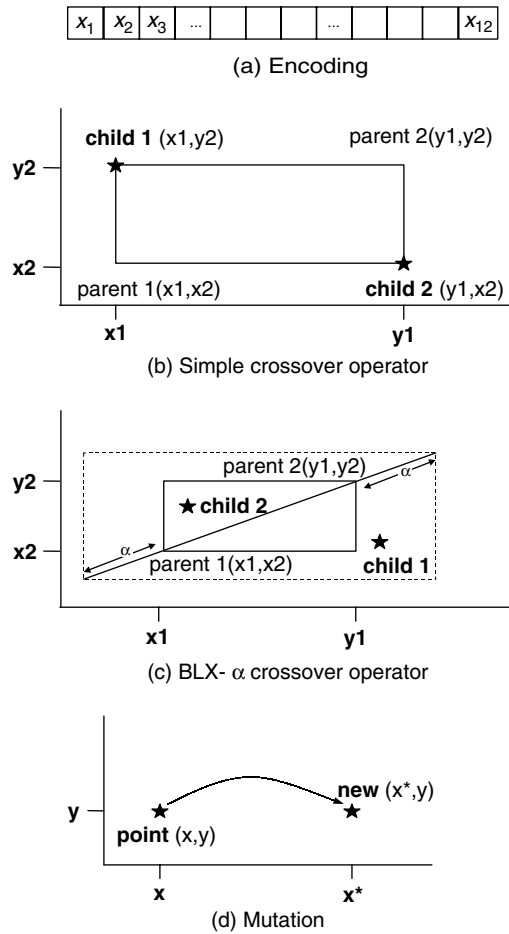 x1 x2 x3 ... ... x12
(a) Encoding
child 1 (x1,y2) parent 2(y1,y2)
y2
x2
parent 1(x1,x2) child 2 (y1,x2)
x1 y1
(b) Simple crossover operator
parent 2(y1,y2) α
y2
child 2
x2
α
parent 1(x1,x2) child 1
x1 y1
(c) BLX- α crossover operator
new (x*,y)
y
point (x,y)
x x*
(d) Mutation